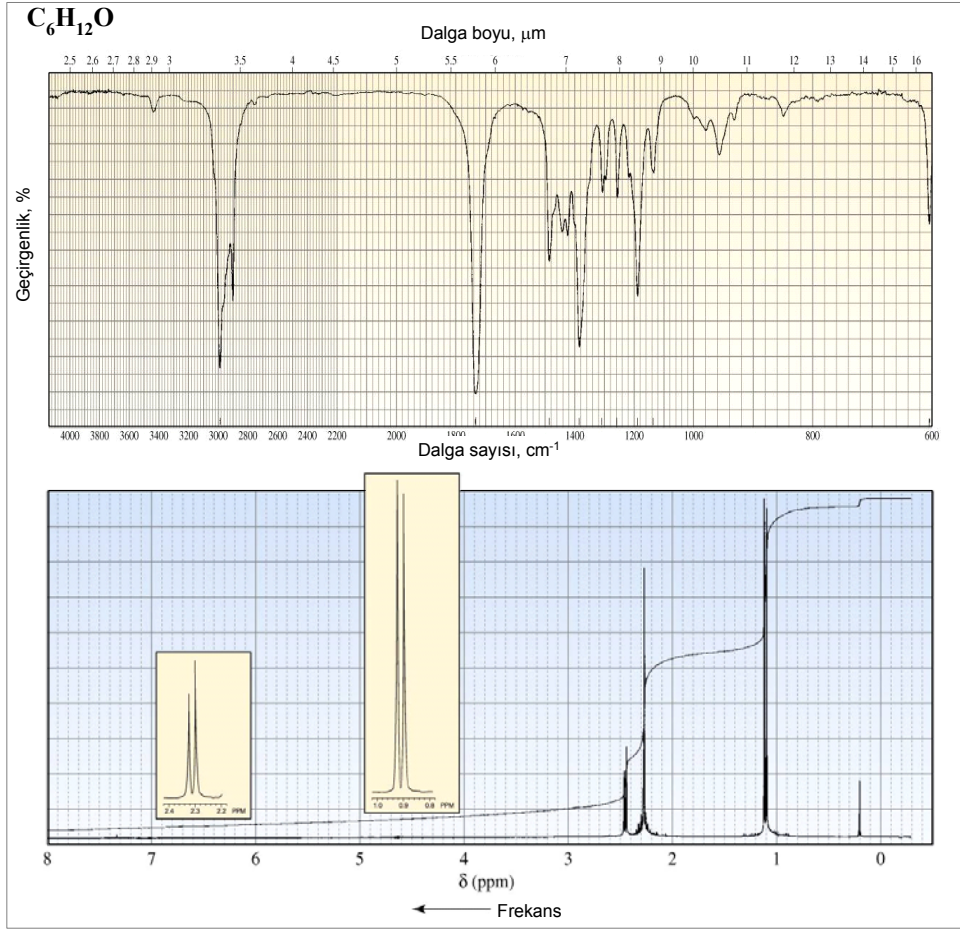 C6H12O
Dalga boyu, μm
2.5 2.6 2.7 2.8 2.9 3 3.5 4 4.5 5 5.5 6 7 8 9 10 11 12 13 14 15 16
Geçirgenlik, %
4000 3800 3600 3400 3200 3000 2800 2600 2400 2200 2000 1800 1600 1400 1200 1000 800 600
Dalga sayısı, cm-1
2.4 2.3 2.2 PPM
1.0 0.9 0.8 PPM
8 7 6 5 4 3 2 1 0
δ (ppm)
Frekans